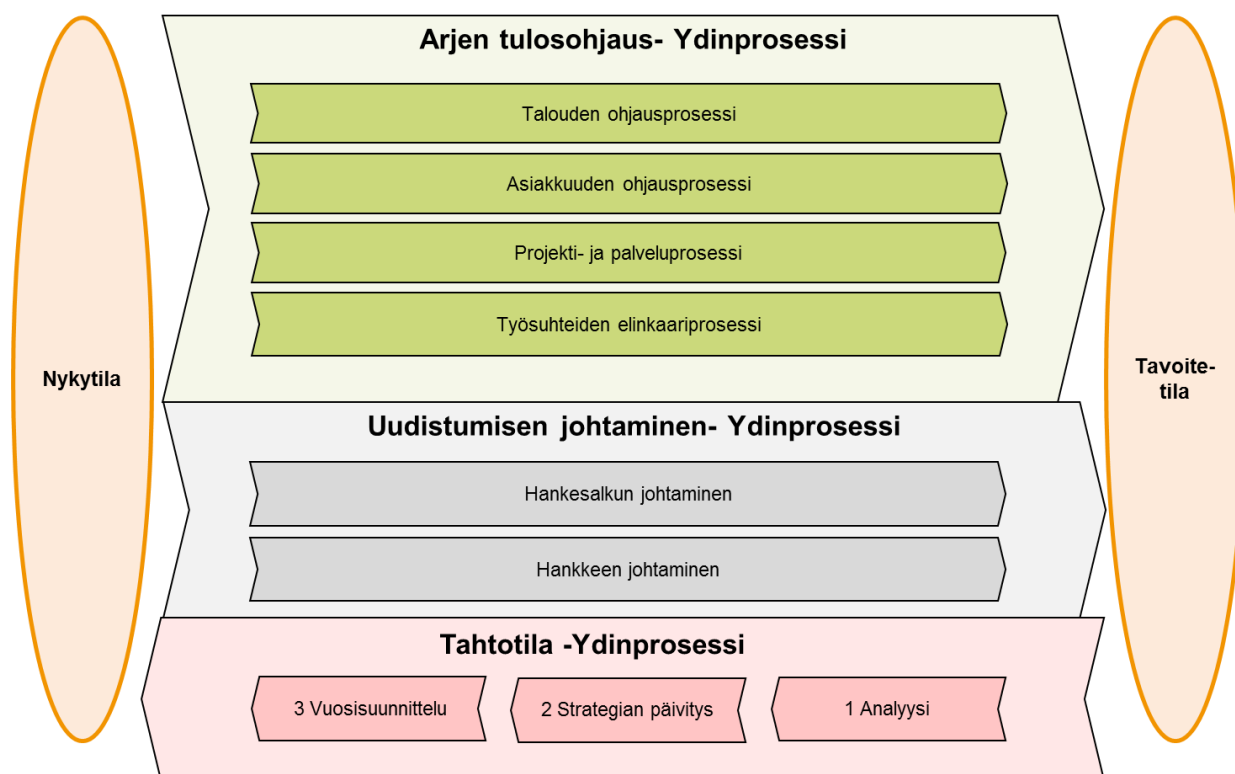 Arjen tulosohjaus- Ydinprosessi
Talouden ohjausprosessi
Asiakkuuden ohjausprosessi
Projekti- ja palveluprosessi
Työsuhteiden elinkaariprosessi
Nykytila
Tavoite-
tila
Uudistumisen johtaminen- Ydinprosessi
Hankesalkun johtaminen
Hankkeen johtaminen
Tahtotila -Ydinprosessi
3 Vuosisuunnittelu
2 Strategian päivitys
1 Analyysi